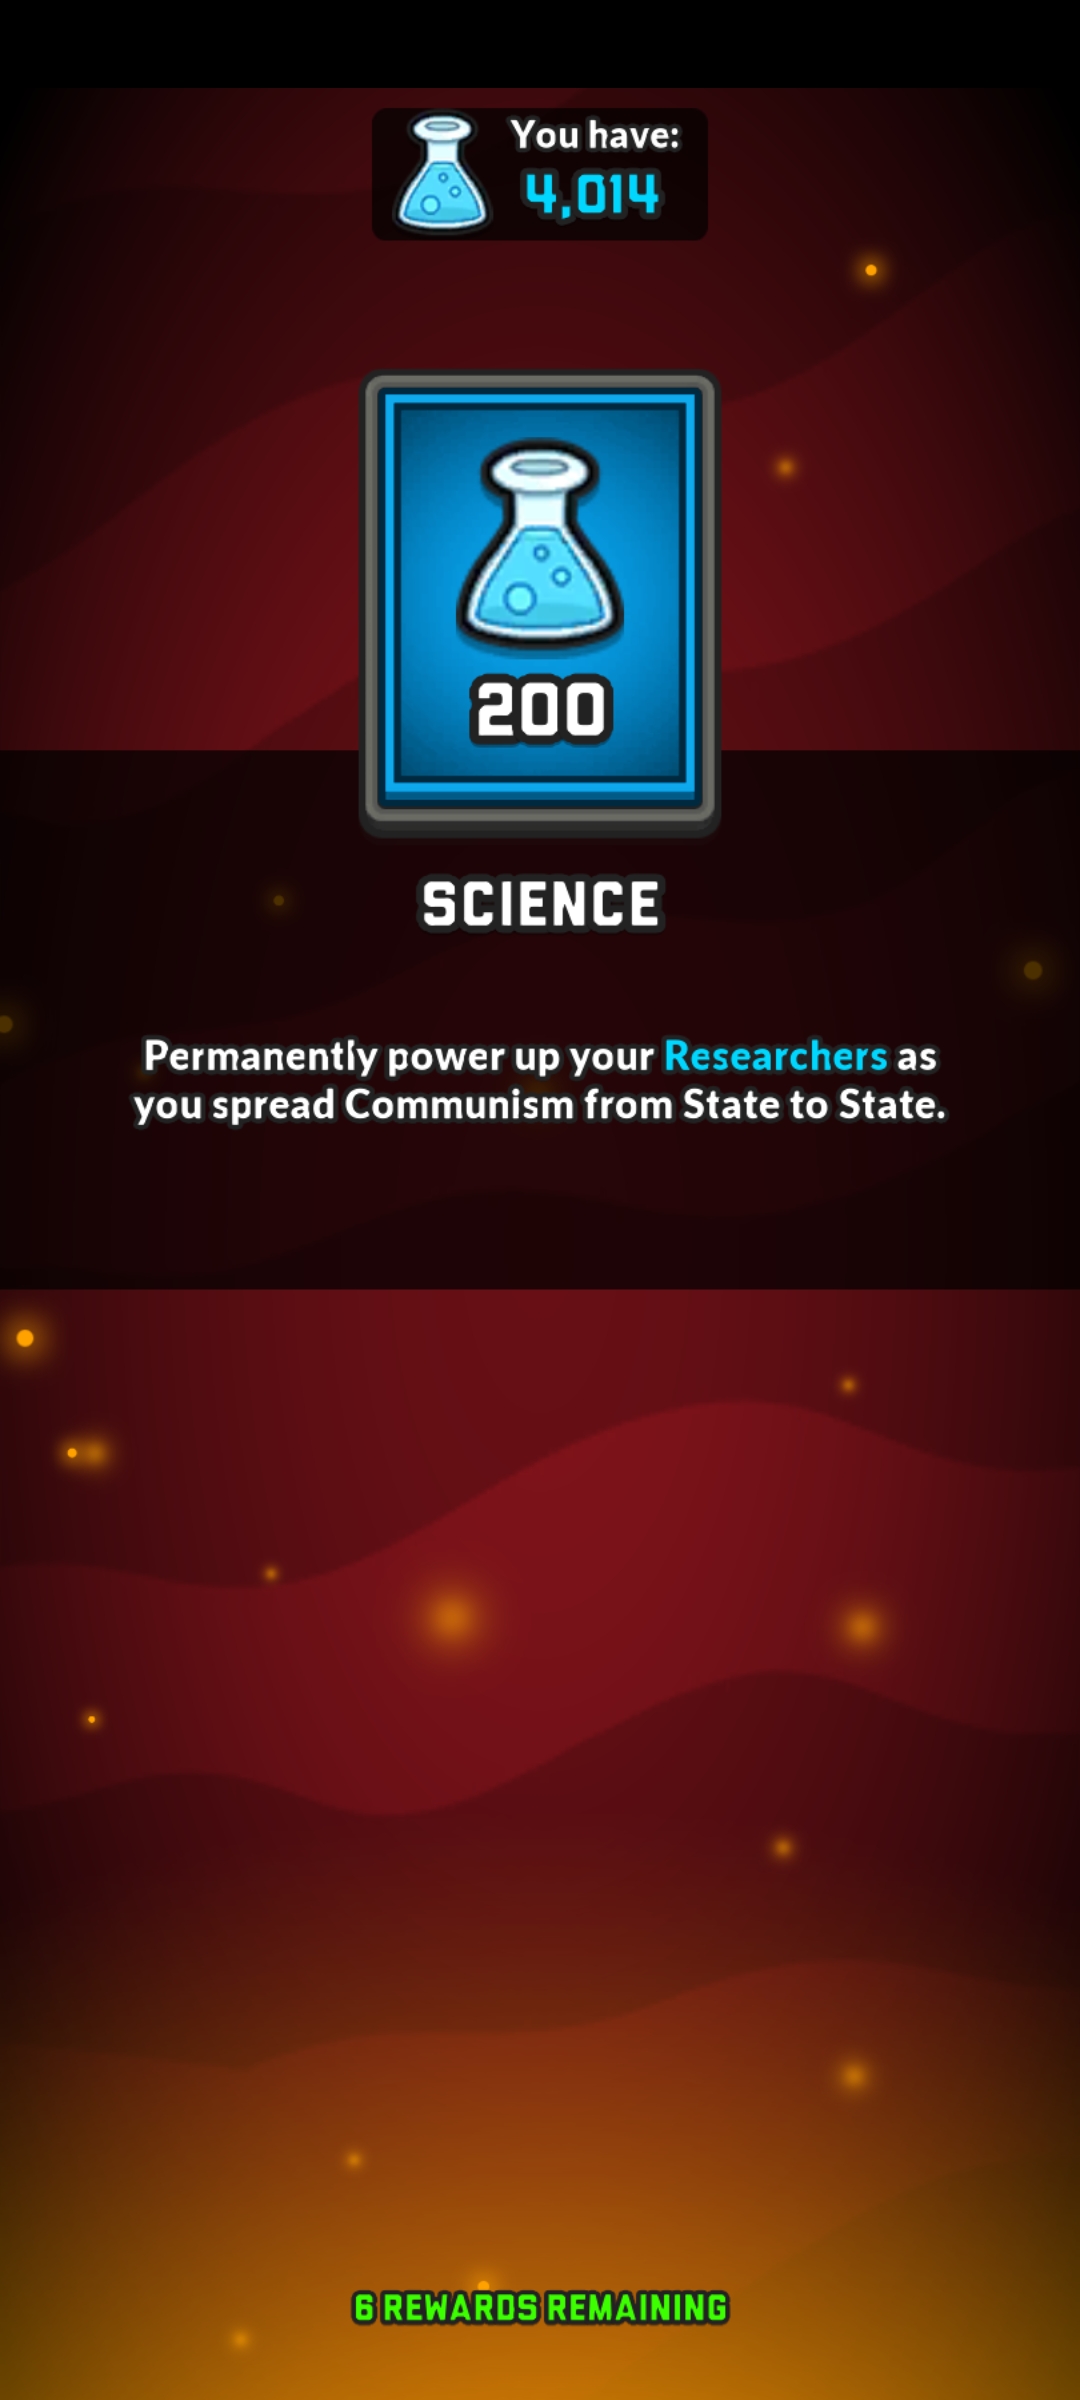 You have:
4,014
200
SCIENCE
Permanently power up your Researchers as
you spread Communism from State to State.
6 REWARDS REMAINING